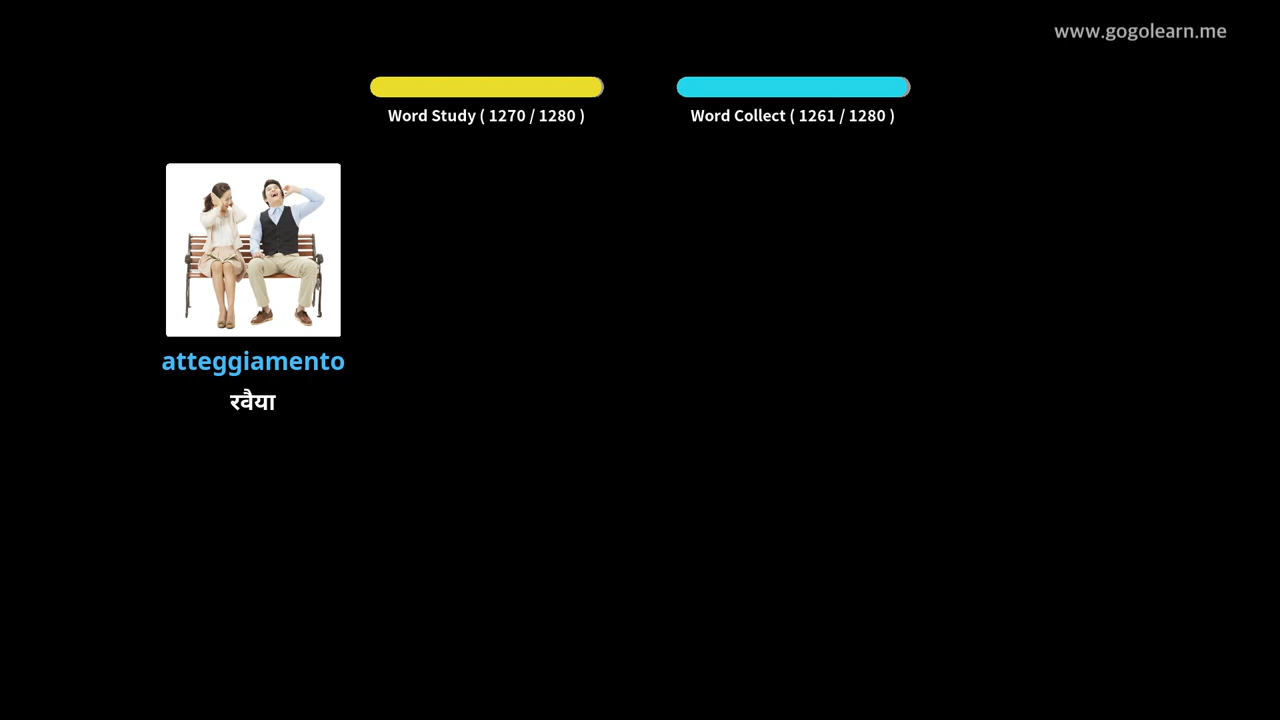 www.gogolearn.me
Word Study ( 1270 / 1280 )
Word Collect ( 1261 / 1280 )
atteggiamento
रवैया